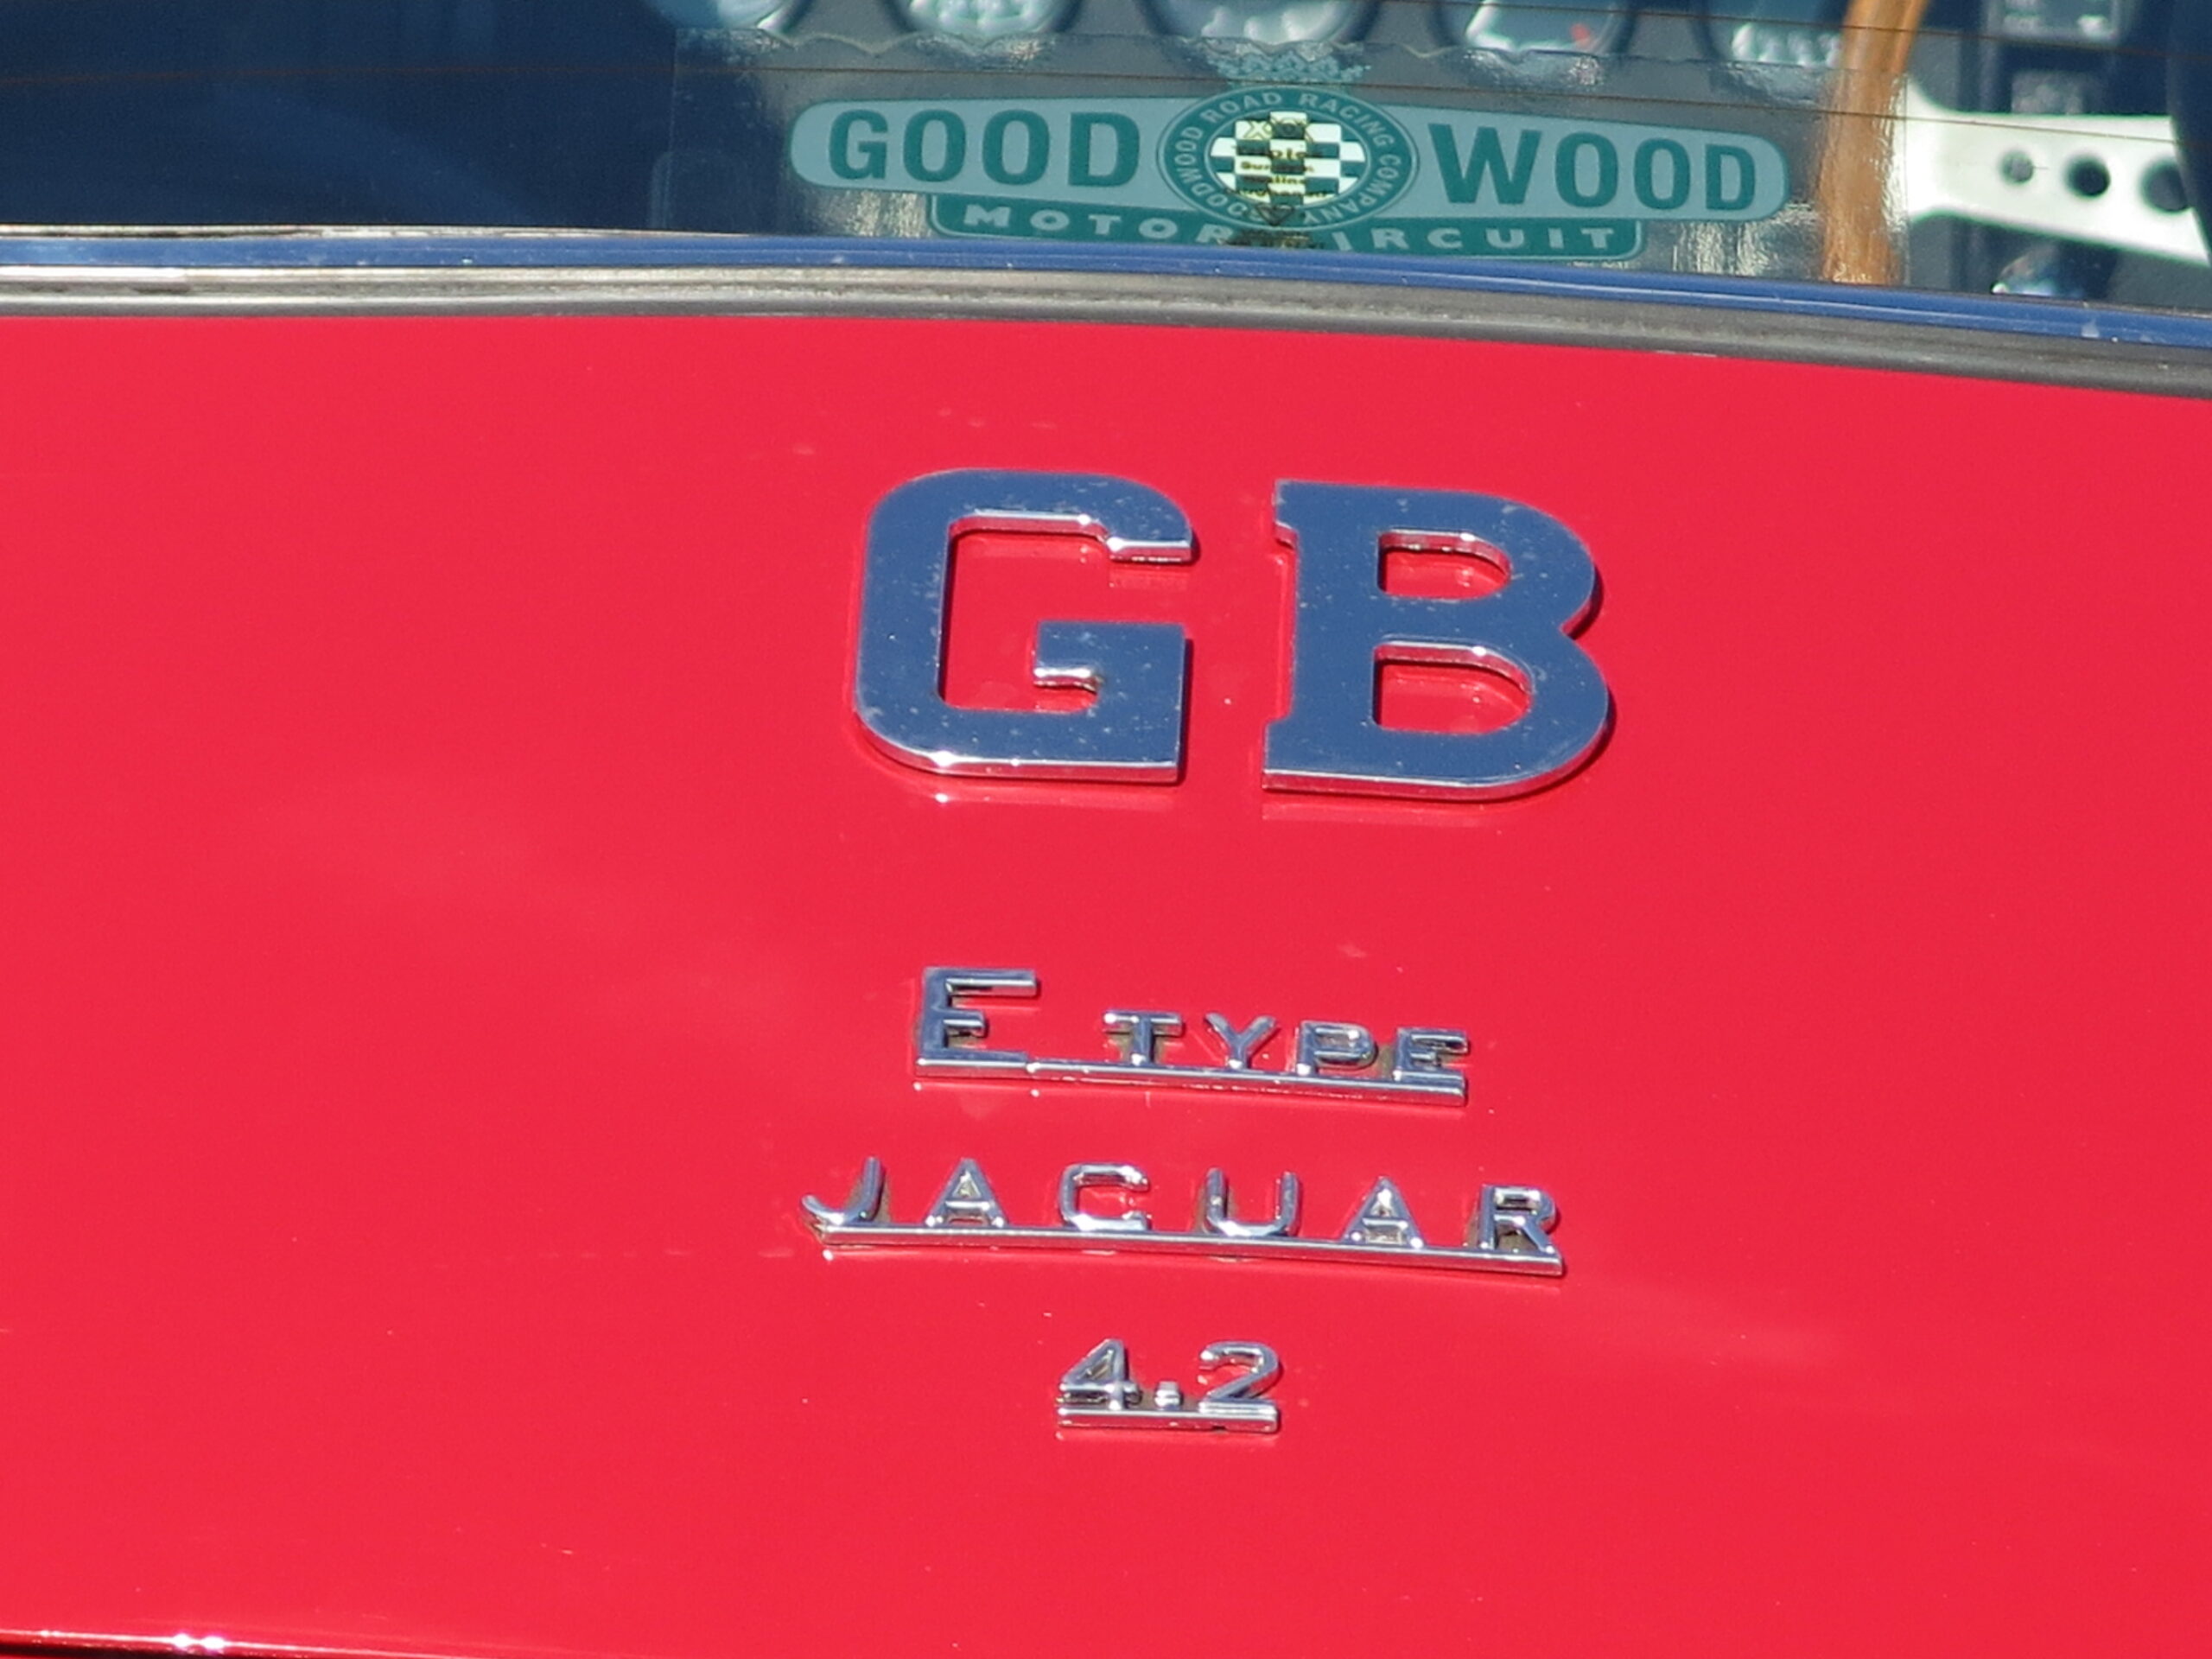 GOOD WOOD
GOODWOOD ROAD RACING COMPANY
MOTOR CIRCUIT
GB
E TYPE
JAGUAR
4.2